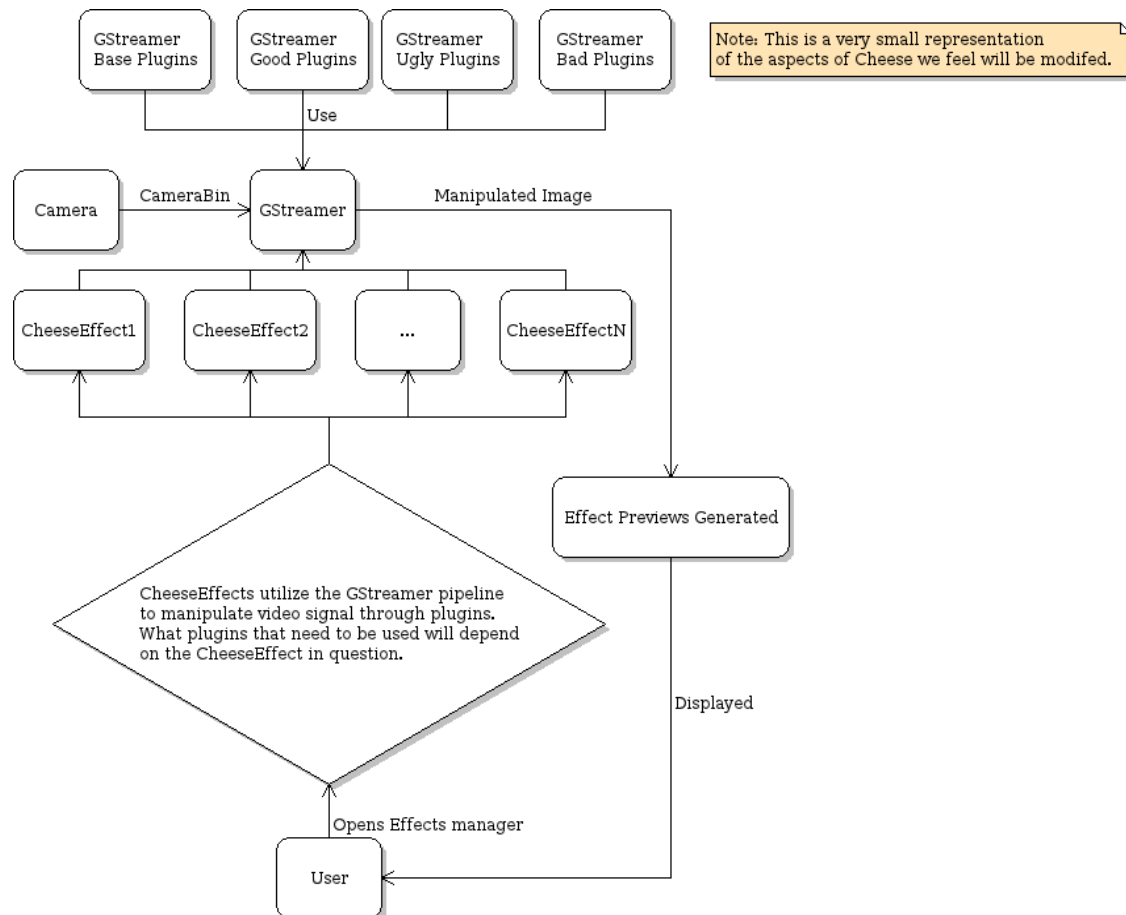 GStreamer
Base Plugins
GStreamer
Good Plugins
GStreamer
Ugly Plugins
GStreamer
Bad Plugins
Note: This is a very small representation
of the aspects of Cheese we feel will be modifed.
Use
Camera
CameraBin
GStreamer
Manipulated Image
CheeseEffect1
CheeseEffect2
...
CheeseEffectN
Effect Previews Generated
CheeseEffects utilize the GStreamer pipeline
to manipulate video signal through plugins.
What plugins that need to be used will depend
on the CheeseEffect in question.
Displayed
Opens Effects manager
User